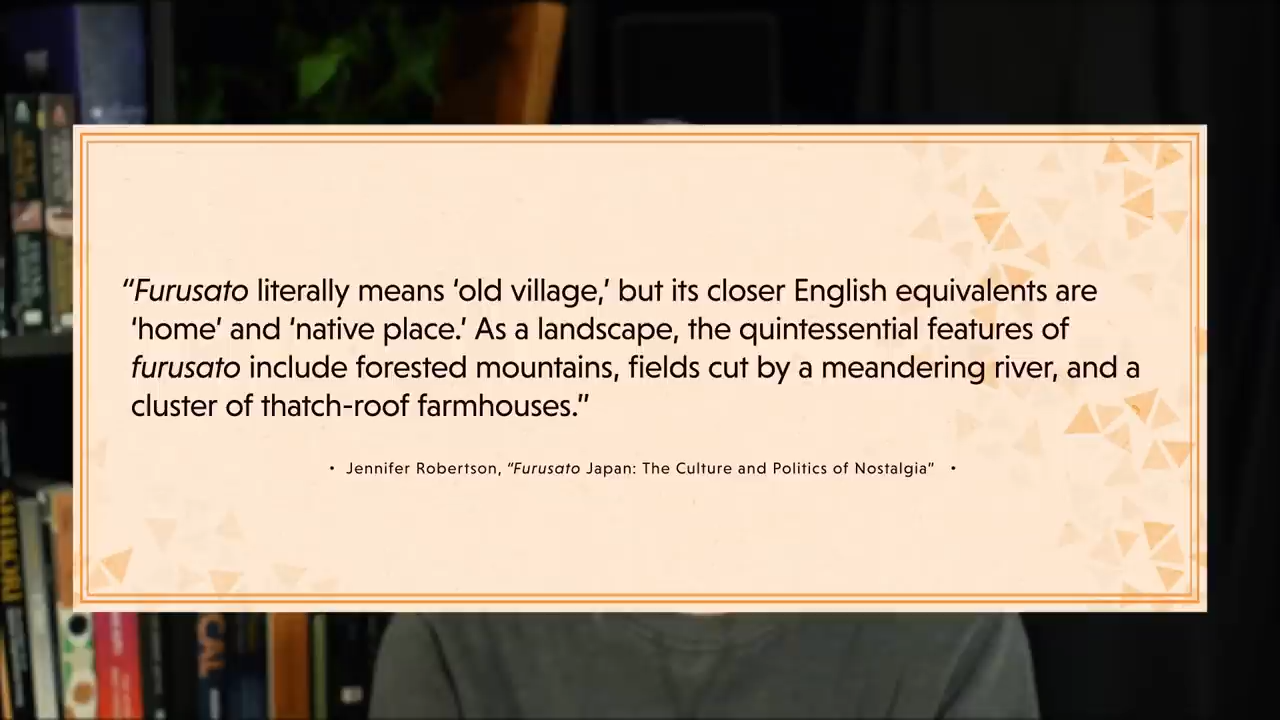 “Furusato literally means ‘old village,’ but its closer English equivalents are
‘home’ and ‘native place.’ As a landscape, the quintessential features of
furusato include forested mountains, fields cut by a meandering river, and a
cluster of thatch-roof farmhouses.”
• Jennifer Robertson, “Furusato Japan: The Culture and Politics of Nostalgia” •